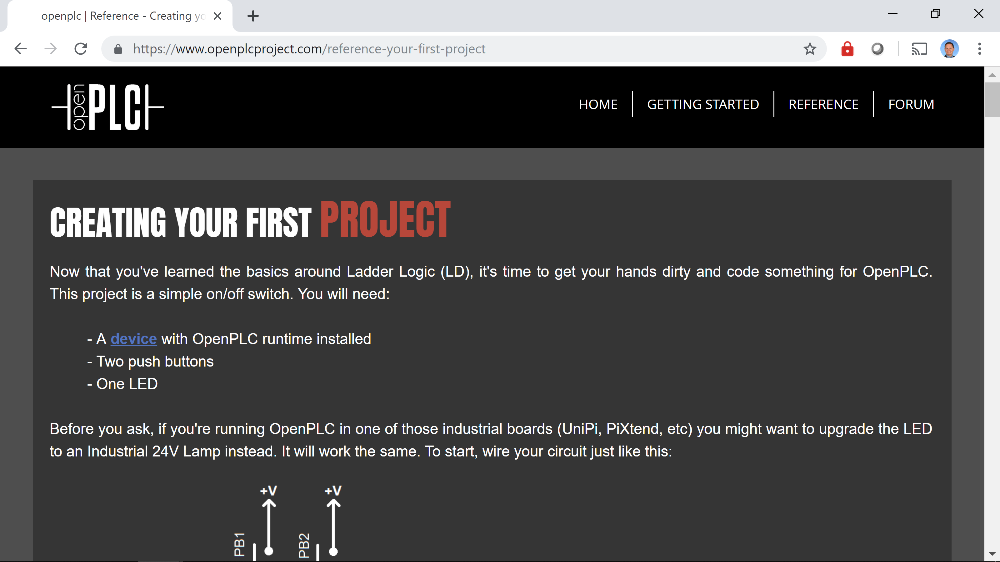 openplc | Reference - Creating yo
https://www.openplcproject.com/reference-your-first-project
open PLC
HOME
GETTING STARTED
REFERENCE
FORUM
CREATING YOUR FIRST PROJECT
Now that you've learned the basics around Ladder Logic (LD), it's time to get your hands dirty and code something for OpenPLC.
This project is a simple on/off switch. You will need:
- A device with OpenPLC runtime installed
- Two push buttons
- One LED
Before you ask, if you're running OpenPLC in one of those industrial boards (UniPi, PiXtend, etc) you might want to upgrade the LED
to an Industrial 24V Lamp instead. It will work the same. To start, wire your circuit just like this:
+V
+V
PB1
PB2